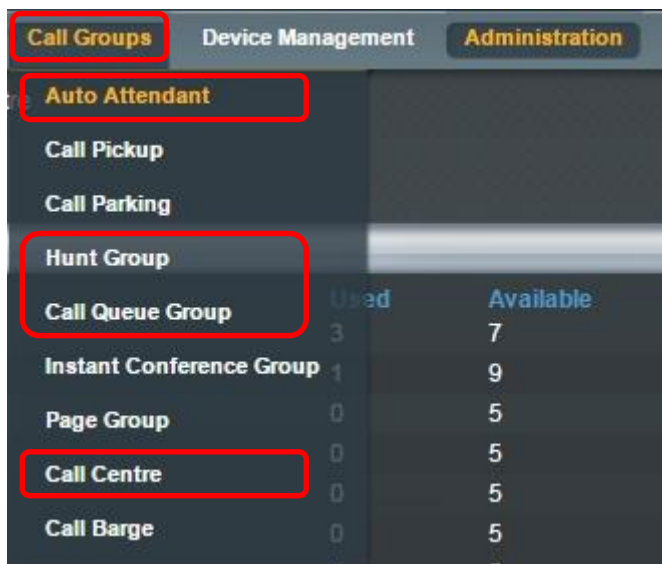 Call Groups Device Management Administration
Auto Attendant
Call Pickup
Call Parking
Hunt Group
Used Available
Call Queue Group
3 7
Instant Conference Group 1 9
Page Group 0 5
0 5
Call Centre
0 5
Call Barge 0 5